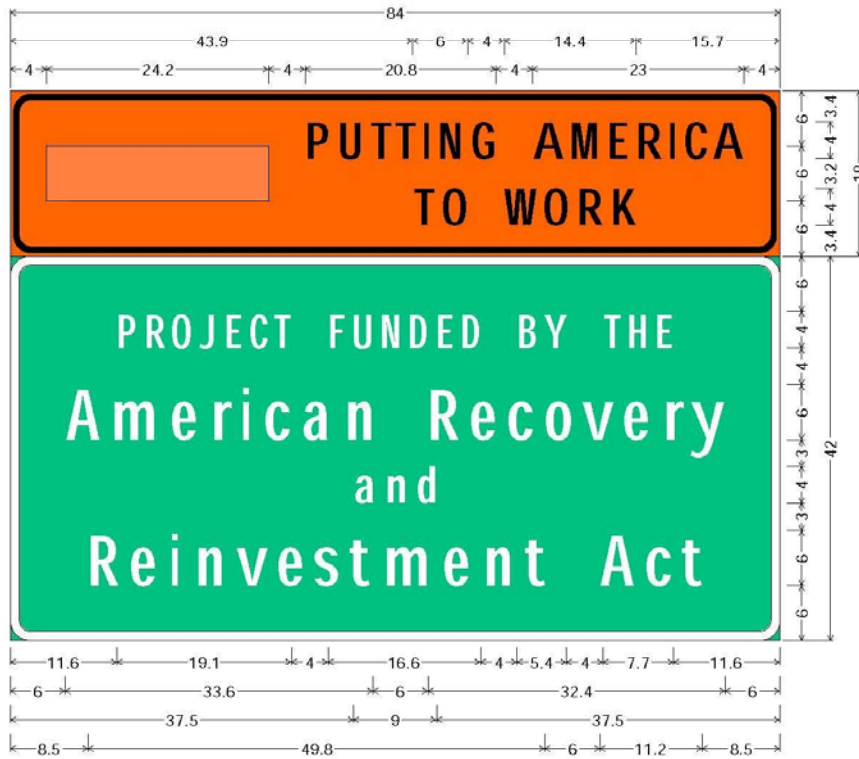 84
43.9 6 4 14.4 15.7
4 24.2 4 20.8 4 23 4
PUTTING AMERICA
TO WORK
6 6 6
3.4 4 3.2 4 3.4
18
PROJECT FUNDED BY THE
American Recovery
and
Reinvestment Act
6 4 4 6 3 4 3 6 6
42
11.6 19.1 4 16.6 4 5.4 4 7.7 11.6
6 33.6 6 32.4 6
37.5 9 37.5
8.5 49.8 6 11.2 8.5